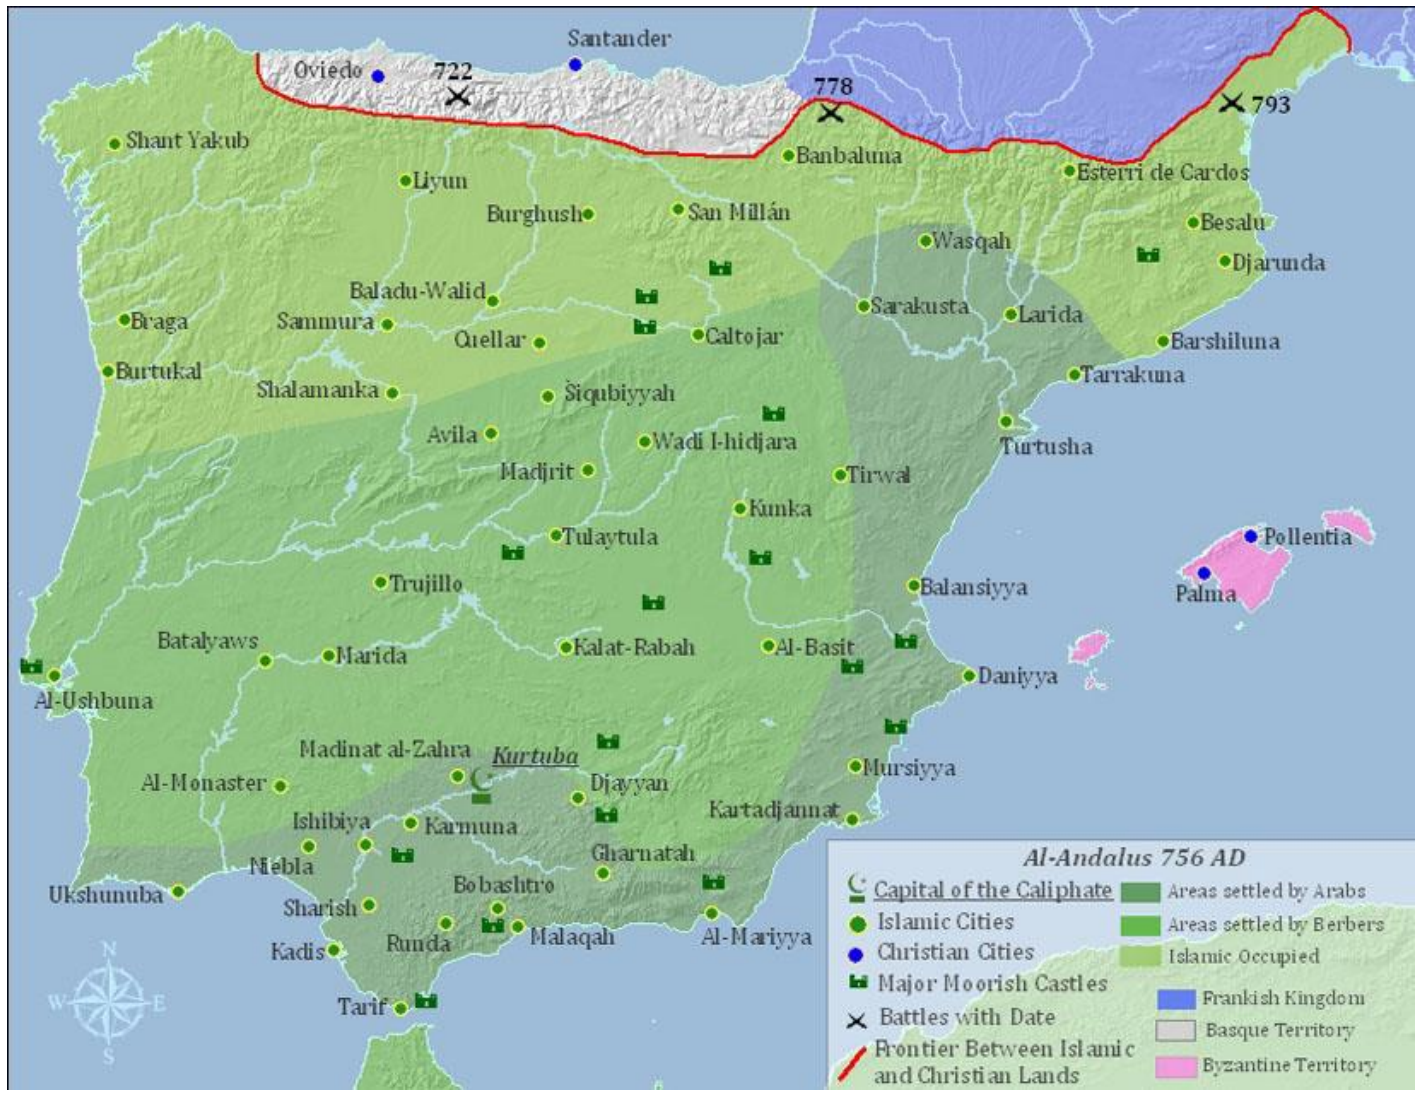 Santander
Oviedo
722
778
793
Shant Yakub
Banbaluna
Esterri de Cardos
Liyun
Burghush
San Millán
Besalu
Wasqah
Djarunda
Baladu-Walid
Sarakusta
Larida
Braga
Sammura
Cuellar
Caltojar
Barshiluna
Burtukal
Tarrakuna
Shalamanka
Siqubiyyah
Avila
Wadi I-hidjara
Turtusha
Madjrit
Tirwal
Kunka
Tulaytula
Pollentia
Trujillo
Balansiyya
Palma
Batalyaws
Marida
Kalat-Rabah
Al-Basit
Daniyya
Al-Ushbuna
Madinat al-Zahra
Kurtuba
Mursiyya
Al-Monaster
Djayyan
Kartadjannat
Ishibiya
Karmuna
Niebla
Gharnatah
Ukshunuba
Bobashtro
Sharish
Runda
Malaqah
Al-Mariyya
Kadis
Tarif
N
W
E
S
Al-Andalus 756 AD
Capital of the Caliphate
Islamic Cities
Christian Cities
Major Moorish Castles
Battles with Date
Frontier Between Islamic
and Christian Lands
Areas settled by Arabs
Areas settled by Berbers
Islamic Occupied
Frankish Kingdom
Basque Territory
Byzantine Territory